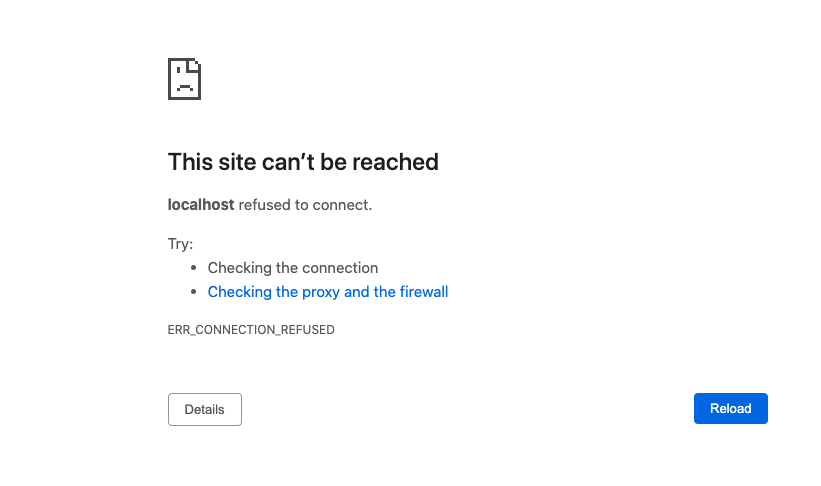 This site can’t be reached
localhost refused to connect.
Try:
• Checking the connection
• Checking the proxy and the firewall
ERR_CONNECTION_REFUSED
Details
Reload